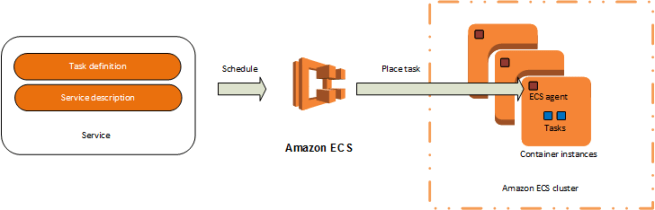 Task definition
Service description
Service
Schedule
Amazon ECS
Place task
ECS agent
Tasks
Container instances
Amazon ECS cluster